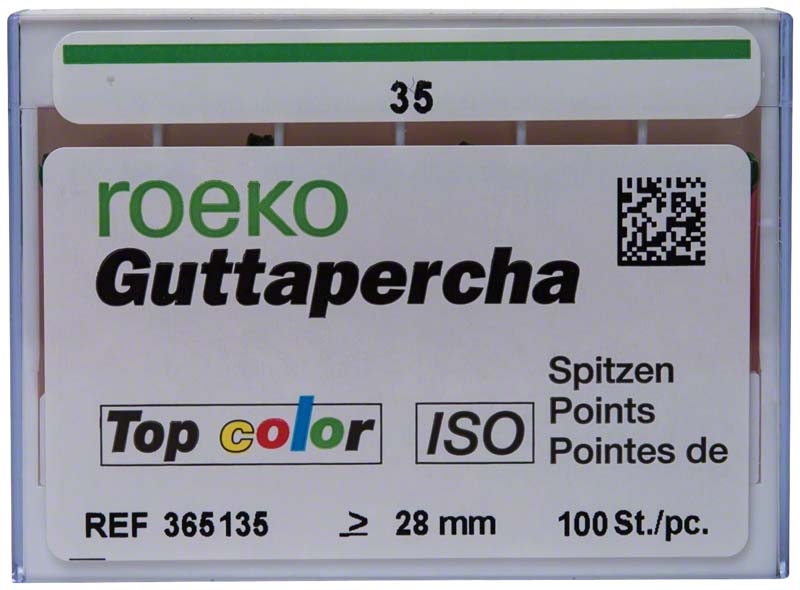 35
roeko
Guttapercha
Top color
ISO
Spitzen
Points
Pointes de
REF 365135 ≥ 28 mm 100 St./pc.